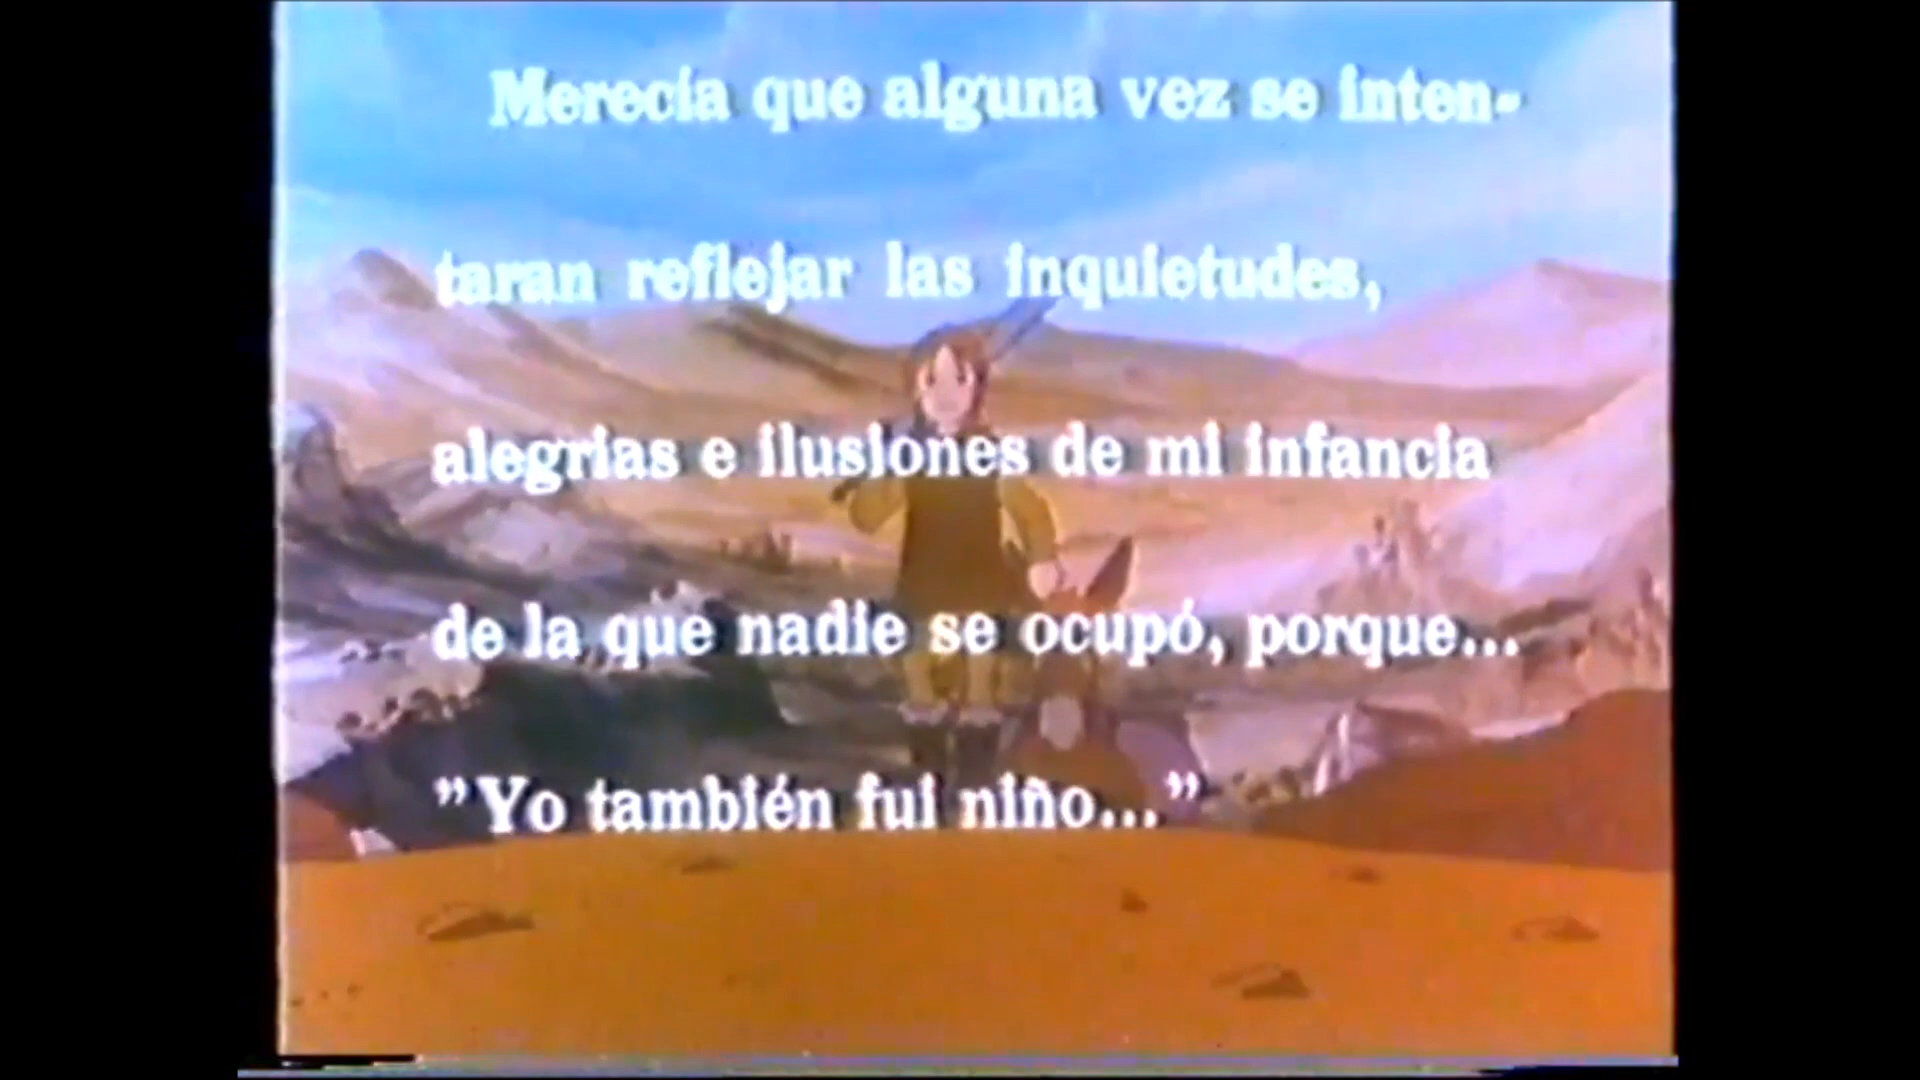 Merecía que alguna vez se inten-
taran reflejar las inquietudes,
alegrias e ilusiones de mi infancia
de la que nadie se ocupó, porque...
"Yo también fui niño..."